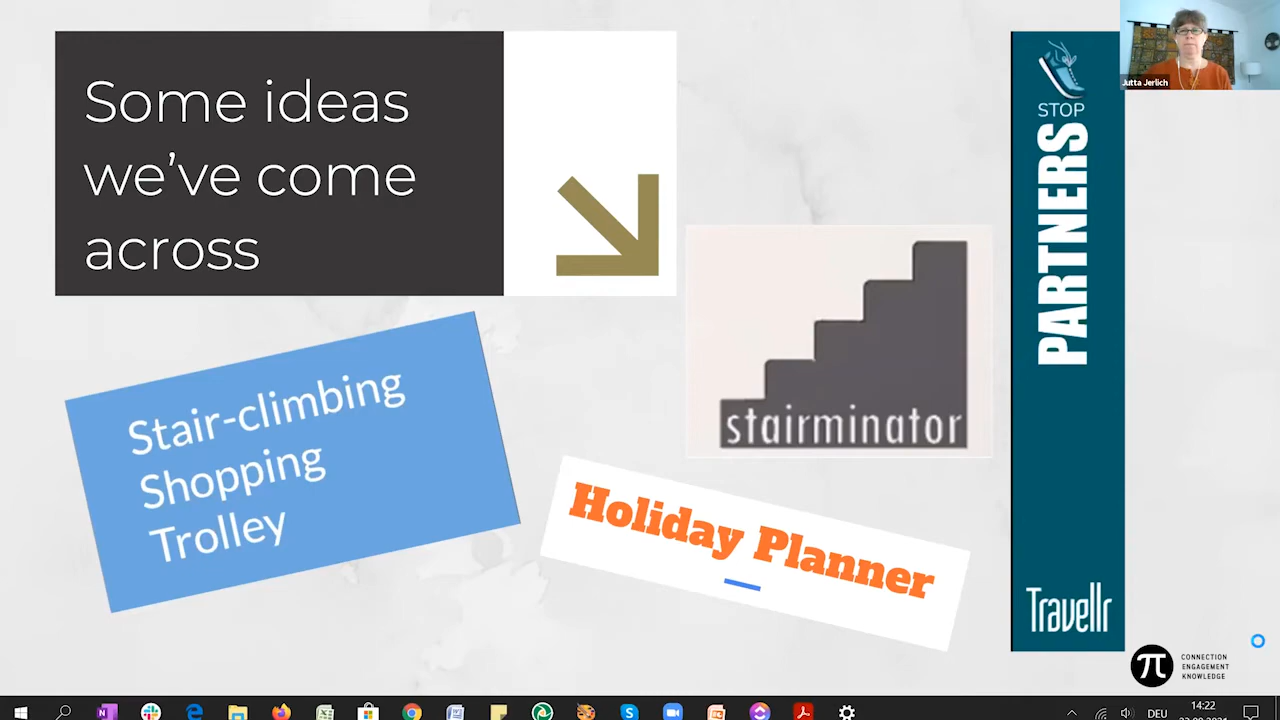 Some ideas
we've come
across
Stair-climbing
Shopping
Trolley
stairminator
Holiday Planner
STOP
PARTNERS
Travellr
Jutta Jerlich
π
CONNECTION
ENGAGEMENT
KNOWLEDGE
DEU
14:22